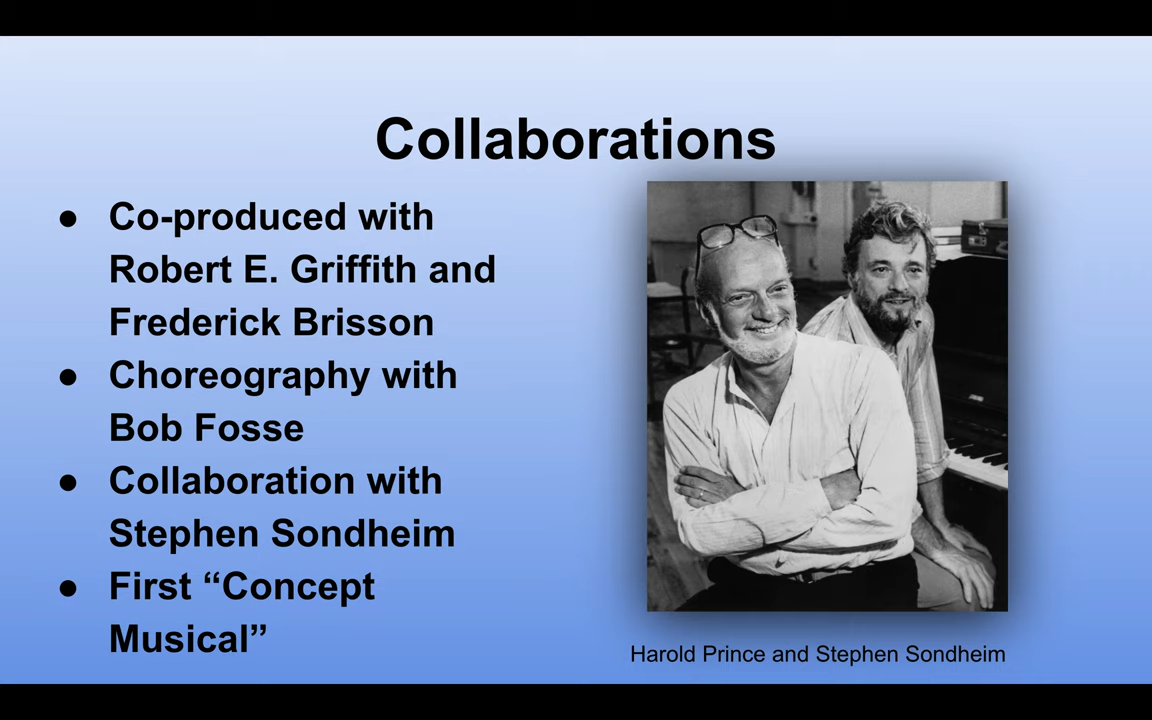 Collaborations
● Co-produced with
Robert E. Griffith and
Frederick Brisson
● Choreography with
Bob Fosse
● Collaboration with
Stephen Sondheim
● First “Concept
Musical”
Harold Prince and Stephen Sondheim